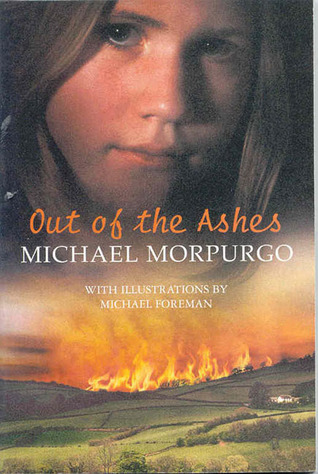 Out of the Ashes
MICHAEL MORPURGO
WITH ILLUSTRATIONS BY
MICHAEL FOREMAN